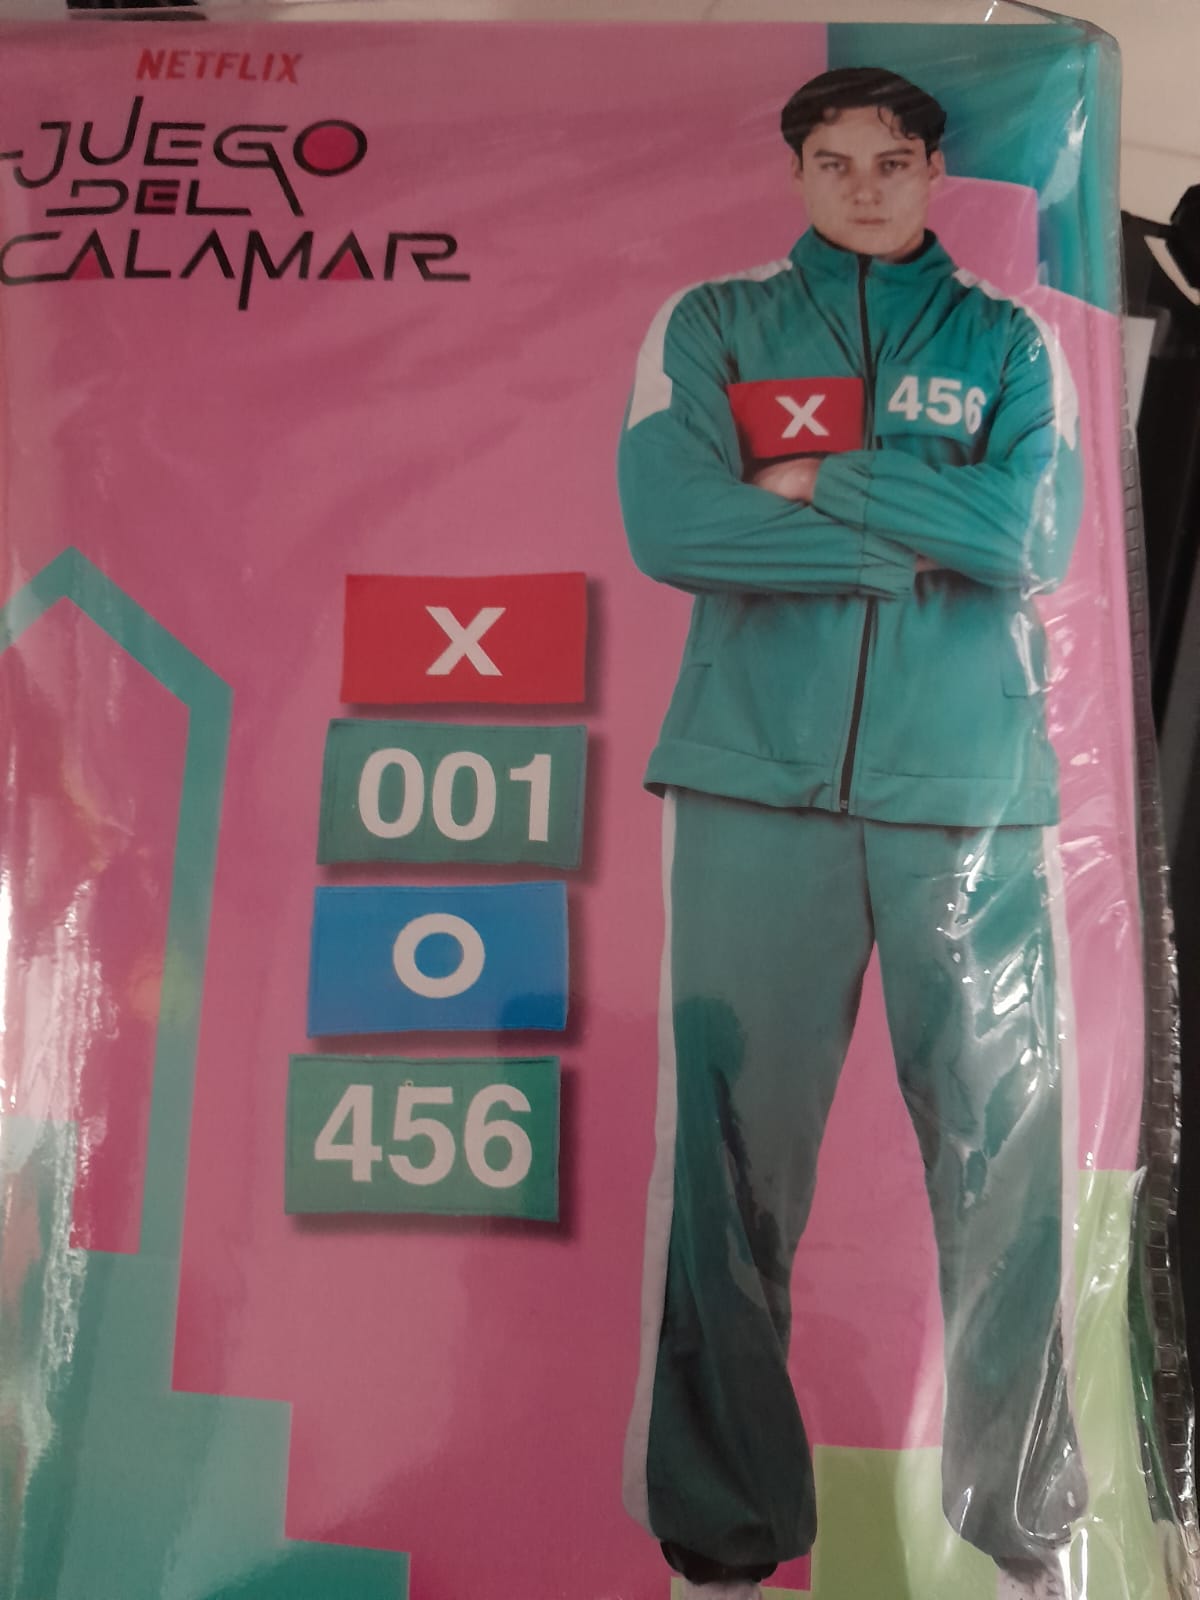 NETFLIX
JUEGO
DEL
CALAMAR
X
456
X
001
O
456